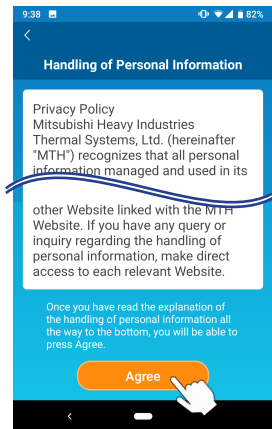 9:38 82%
Handling of Personal Information
Privacy Policy
Mitsubishi Heavy Industries
Thermal Systems, Ltd. (hereinafter
"MTH") recognizes that all personal
information managed and used in its
other Website linked with the MTH
Website. If you have any query or
inquiry regarding the handling of
personal information, make direct
access to each relevant Website.
Once you have read the explanation of
the handling of personal information all
the way to the bottom, you will be able to
press Agree.
Agree